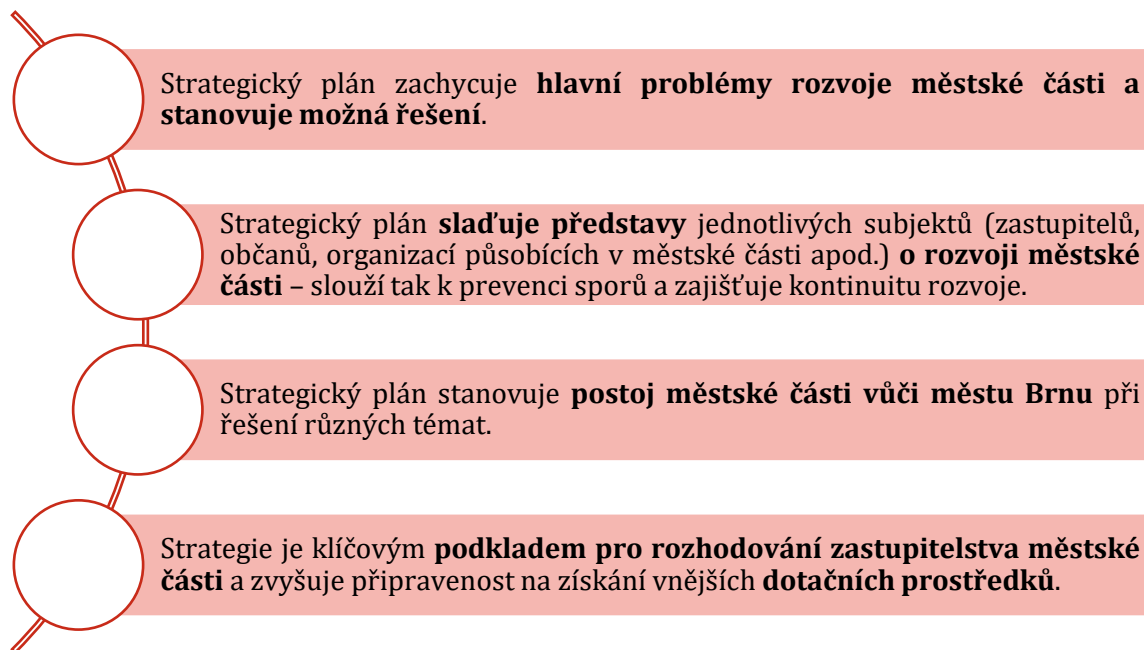 Strategický plán zachycuje hlavní problémy rozvoje městské části a
stanovuje možná řešení.
Strategický plán slaďuje představy jednotlivých subjektů (zastupitelů,
občanů, organizací působících v městské části apod.) o rozvoji městské
části – slouží tak k prevenci sporů a zajišťuje kontinuitu rozvoje.
Strategický plán stanovuje postoj městské části vůči městu Brnu při
řešení různých témat.
Strategie je klíčovým podkladem pro rozhodování zastupitelstva městské
části a zvyšuje připravenost na získání vnějších dotačních prostředků.